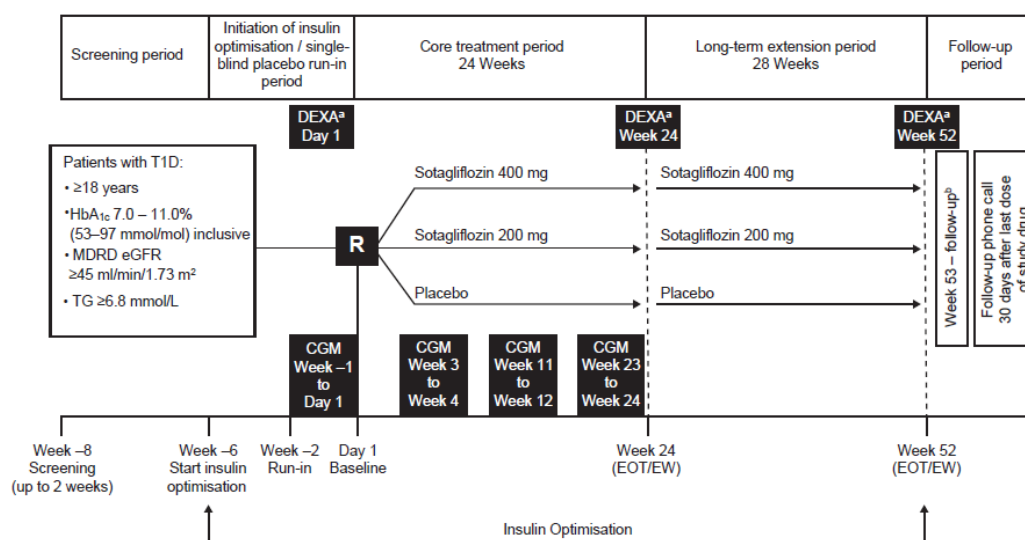 Screening period
Initiation of insulin
optimisation / single-
blind placebo run-in
period
Core treatment period
24 Weeks
Long-term extension period
28 Weeks
Follow-up
period
DEXAᵃ
Day 1
DEXAᵃ
Week 24
DEXAᵃ
Week 52
Patients with T1D:
• ≥18 years
•HbA₁c 7.0 – 11.0%
(53–97 mmol/mol) inclusive
• MDRD eGFR
≥45 ml/min/1.73 m²
• TG ≥6.8 mmol/L
R
Sotagliflozin 400 mg
Sotagliflozin 400 mg
Sotagliflozin 200 mg
Sotagliflozin 200 mg
Placebo
Placebo
Week 53 – follow-upᵇ
Follow-up phone call
30 days after last dose
of study drug
CGM
Week –1
to
Day 1
CGM
Week 3
to
Week 4
CGM
Week 11
to
Week 12
CGM
Week 23
to
Week 24
Week –8
Screening
(up to 2 weeks)
Week –6
Start insulin
optimisation
Week –2
Run-in
Day 1
Baseline
Week 24
(EOT/EW)
Week 52
(EOT/EW)
Insulin Optimisation